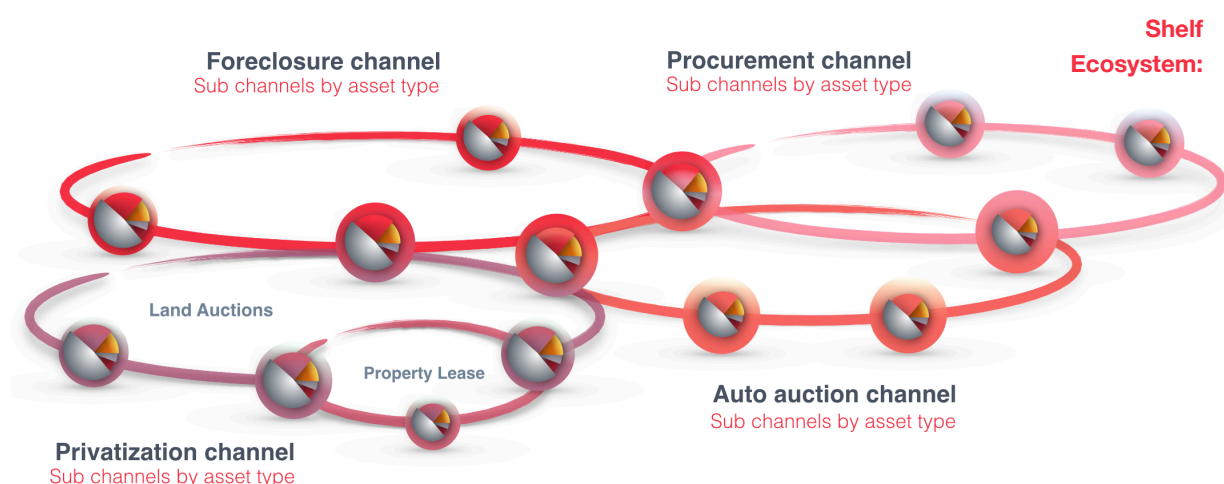 Shelf
Ecosystem:
Foreclosure channel
Sub channels by asset type
Procurement channel
Sub channels by asset type
Land Auctions
Property Lease
Auto auction channel
Sub channels by asset type
Privatization channel
Sub channels by asset type